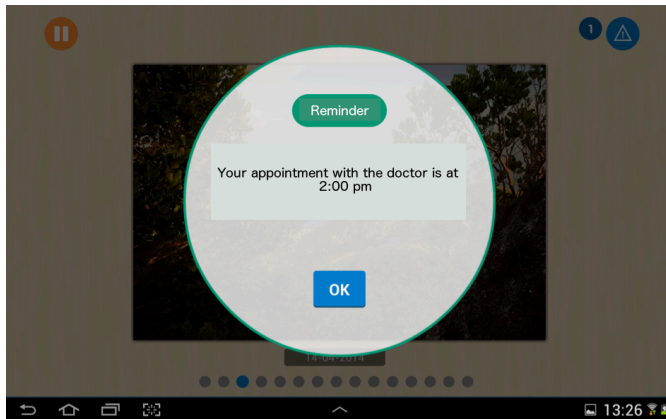 1
Reminder
Your appointment with the doctor is at
2:00 pm
OK
14-04-2014
13:26